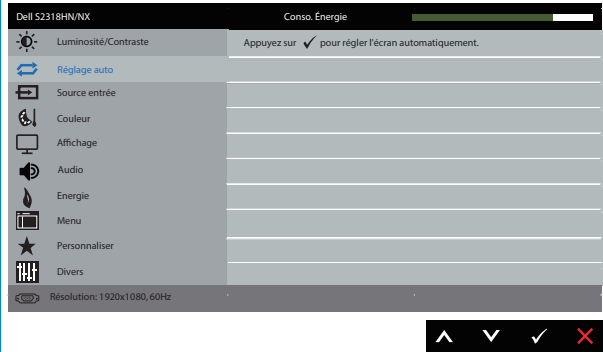 Dell S2318HN/NX Conso. Énergie
Luminosité/Contraste Appuyez sur ✓ pour régler l'écran automatiquement.
Réglage auto
Source entrée
Couleur
Affichage
Audio
Energie
Menu
Personnaliser
Divers
Résolution: 1920x1080, 60Hz